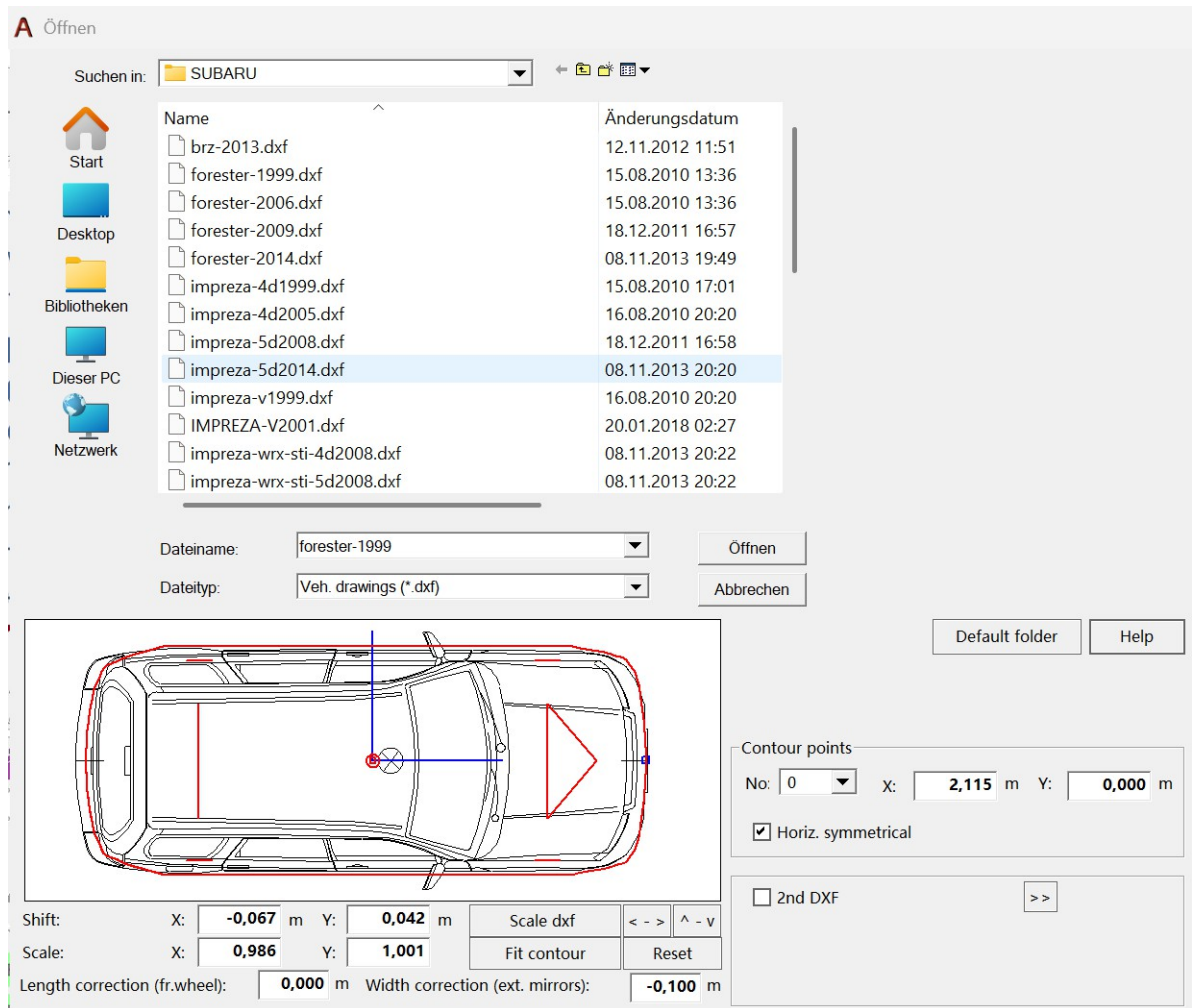 A Öffnen
Suchen in: SUBARU
Start
Desktop
Bibliotheken
Dieser PC
Netzwerk
Name Änderungsdatum
brz-2013.dxf 12.11.2012 11:51
forester-1999.dxf 15.08.2010 13:36
forester-2006.dxf 15.08.2010 13:36
forester-2009.dxf 18.12.2011 16:57
forester-2014.dxf 08.11.2013 19:49
impreza-4d1999.dxf 15.08.2010 17:01
impreza-4d2005.dxf 16.08.2010 20:20
impreza-5d2008.dxf 18.12.2011 16:58
impreza-5d2014.dxf 08.11.2013 20:20
impreza-v1999.dxf 16.08.2010 20:20
IMPREZA-V2001.dxf 20.01.2018 02:27
impreza-wrx-sti-4d2008.dxf 08.11.2013 20:22
impreza-wrx-sti-5d2008.dxf 08.11.2013 20:22
Dateiname: forester-1999 Öffnen
Dateityp: Veh. drawings (*.dxf) Abbrechen
Default folder Help
Contour points
No: 0 X: 2,115 m Y: 0,000 m
Horiz. symmetrical
2nd DXF >>
Shift: X: -0,067 m Y: 0,042 m Scale dxf < - > ^ - v
Scale: X: 0,986 Y: 1,001 Fit contour Reset
Length correction (fr.wheel): 0,000 m Width correction (ext. mirrors): -0,100 m